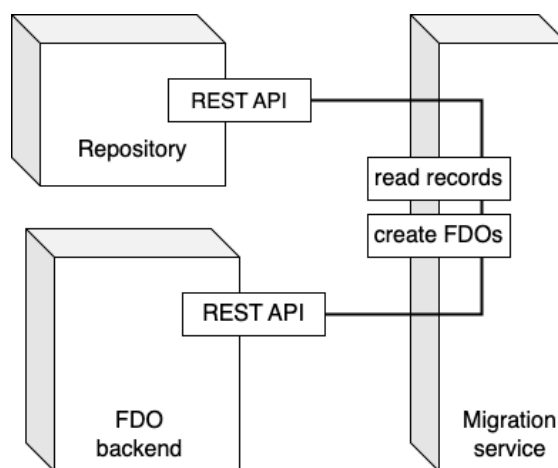 REST API
Repository
read records
create FDOs
REST API
FDO
backend
Migration
service